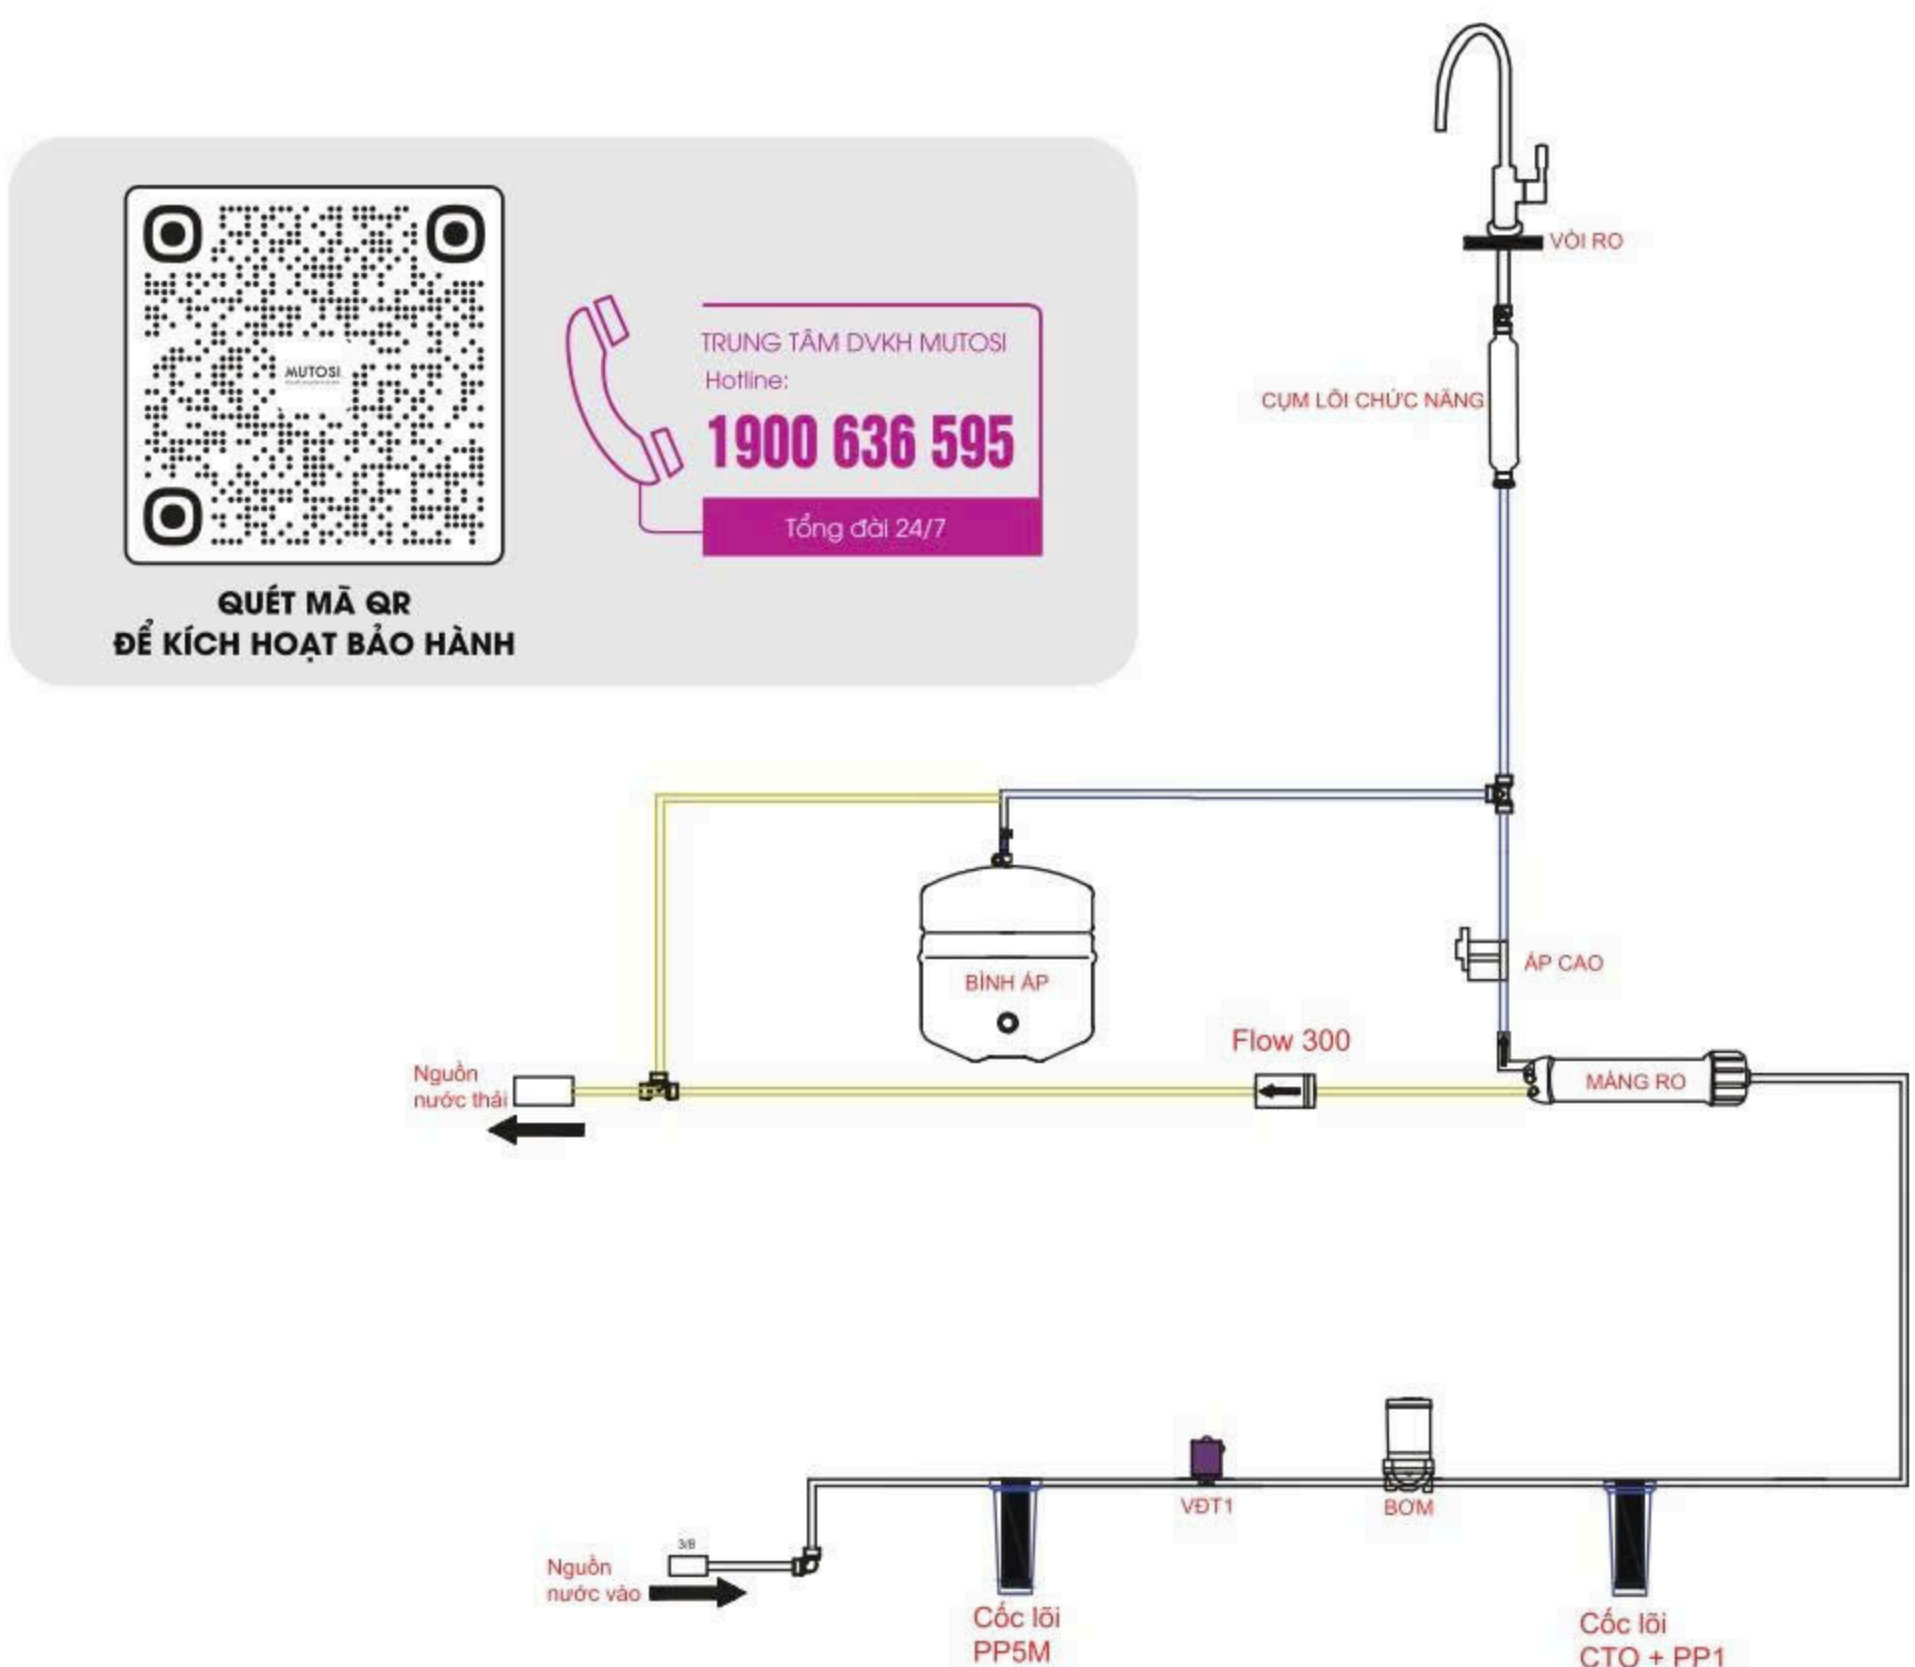 VÒI RO
MUTOSI
TRUNG TÂM DVKH MUTOSI
Hotline:
1900 636 595
Tổng đài 24/7
QUÉT MÃ QR
ĐỂ KÍCH HOẠT BẢO HÀNH
CỤM LÕI CHỨC NĂNG
BÌNH ÁP
ÁP CAO
Flow 300
MÀNG RO
Nguồn
nước thải
VĐT1
BƠM
3/8
Nguồn
nước vào
Cốc lõi
PP5M
Cốc lõi
CTO + PP1